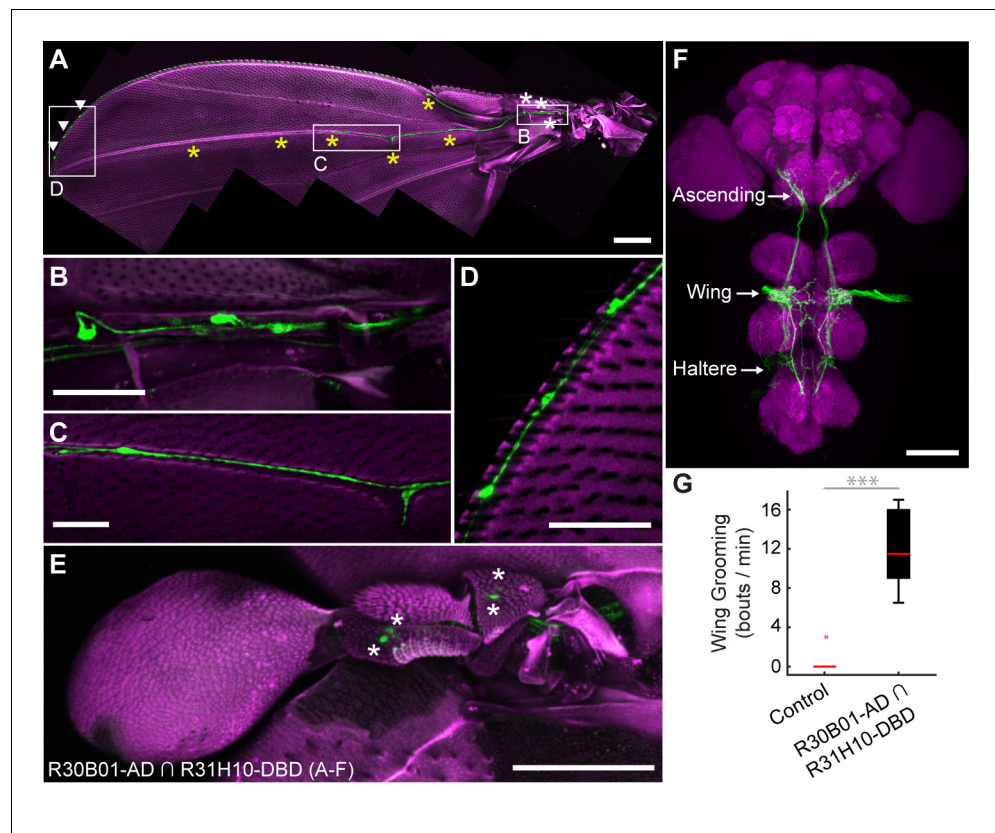 A
B
C
D
B
C
D
E
R30B01-AD ∩ R31H10-DBD (A-F)
F
Ascending
Wing
Haltere
G
***
Wing Grooming
(bouts / min)
16
12
8
4
0
Control
R30B01-AD ∩
R31H10-DBD